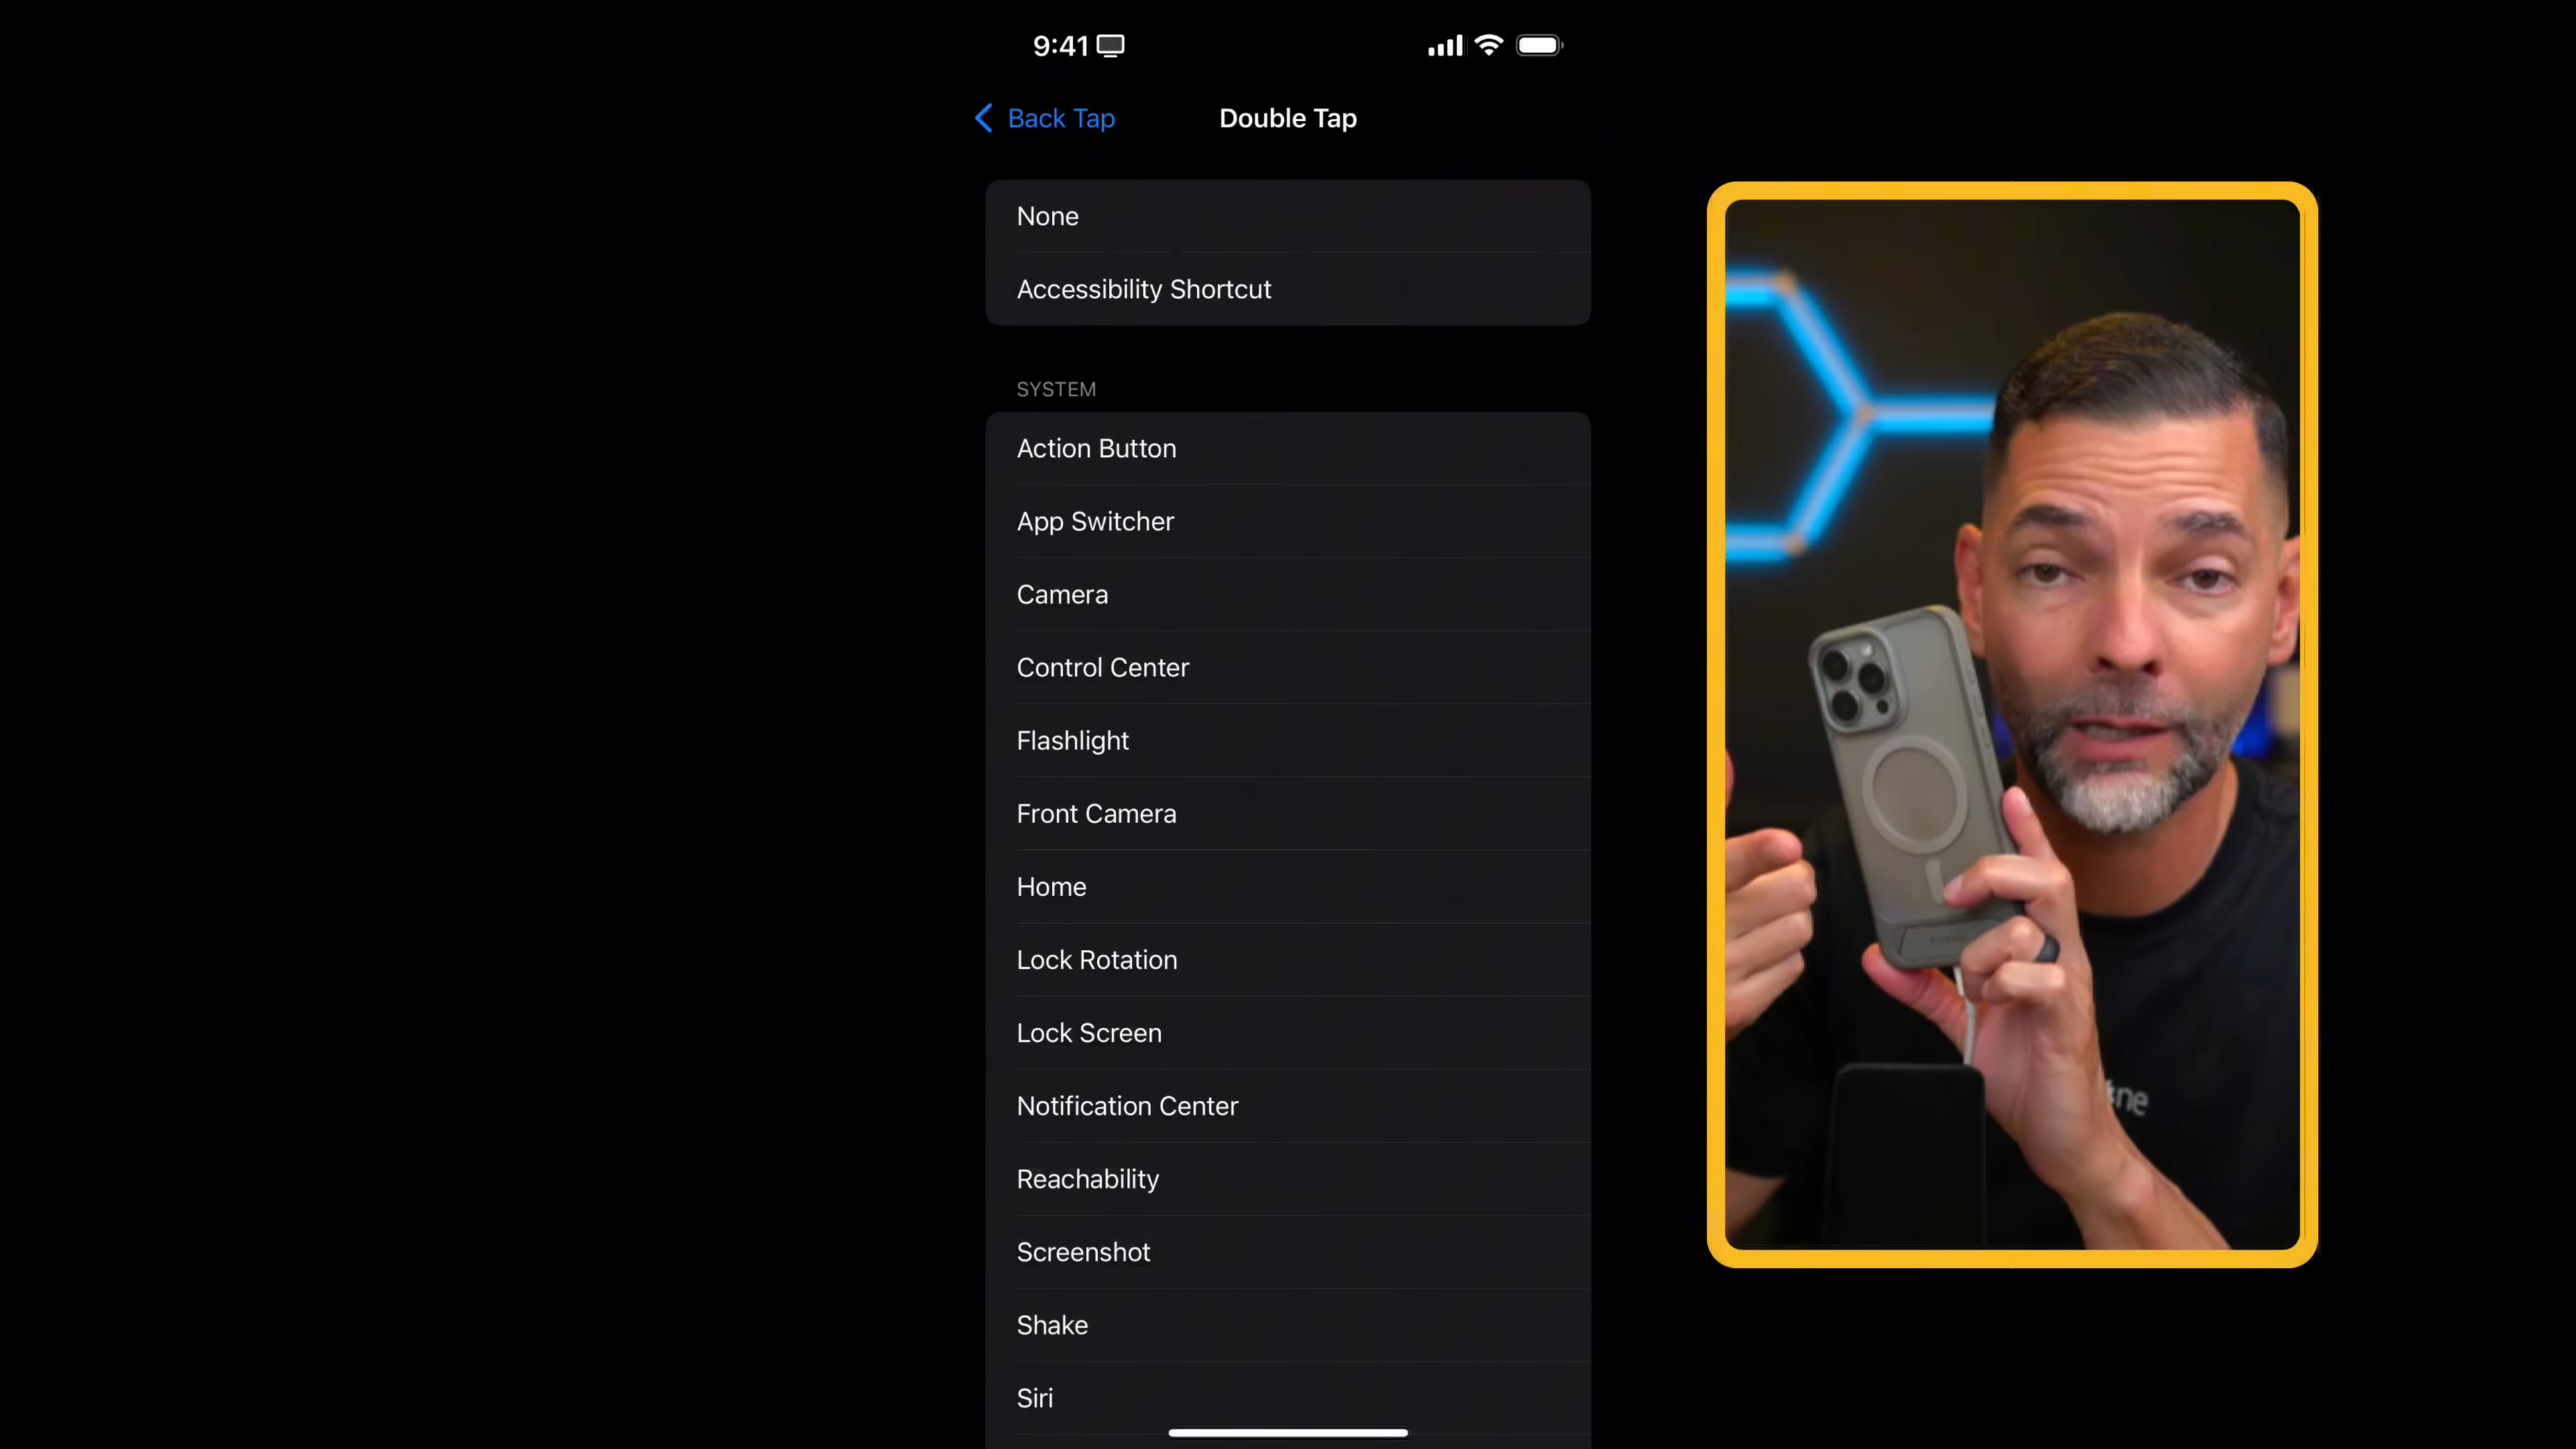 9:41
Back Tap
Double Tap
None
Accessibility Shortcut
SYSTEM
Action Button
App Switcher
Camera
Control Center
Flashlight
Front Camera
Home
Lock Rotation
Lock Screen
Notification Center
Reachability
Screenshot
Shake
Siri